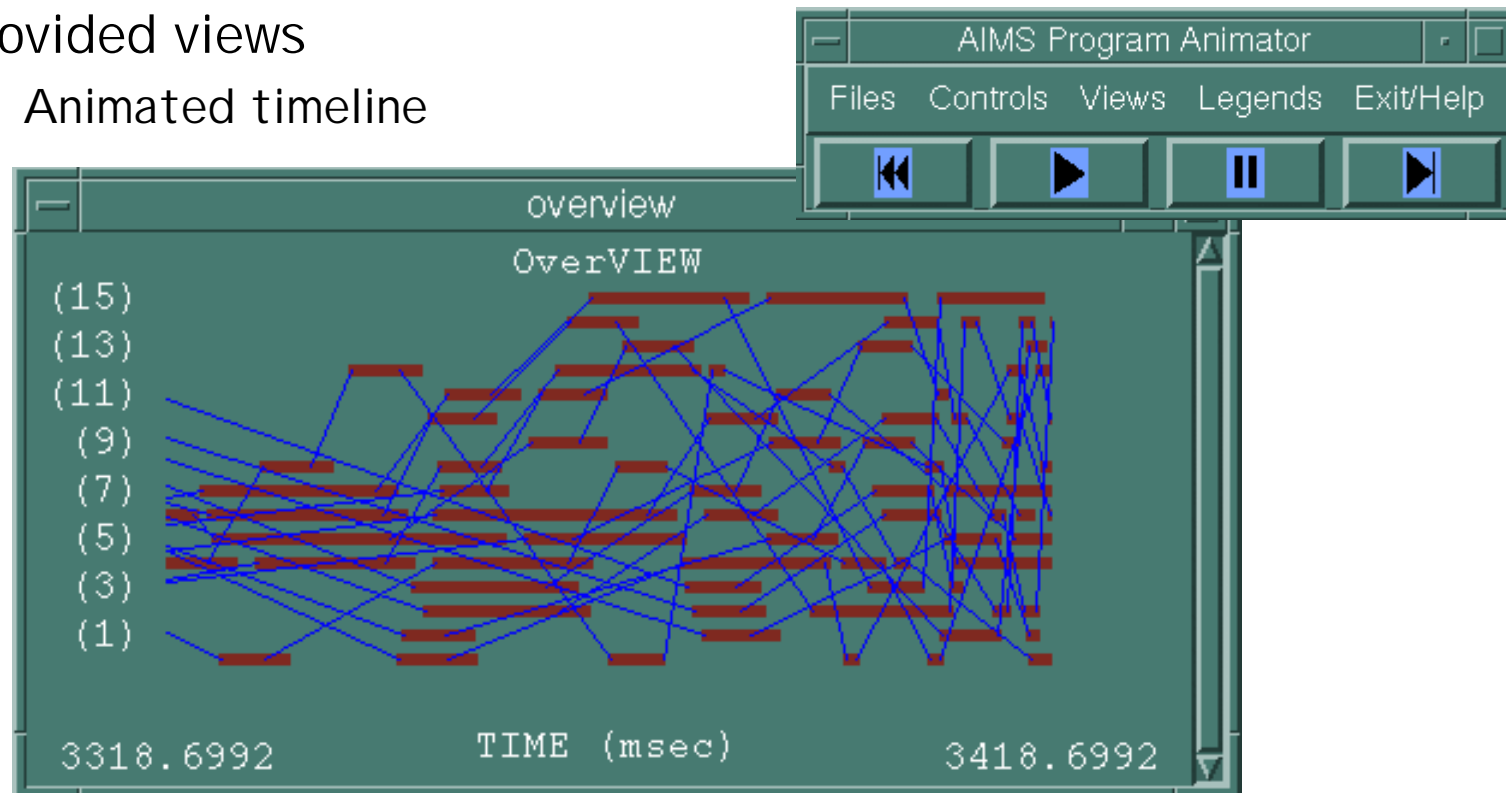 ovided views
Animated timeline
AIMS Program Animator
Files Controls Views Legends Exit/Help
overview
OverVIEW
(15)
(13)
(11)
(9)
(7)
(5)
(3)
(1)
3318.6992 TIME (msec) 3418.6992